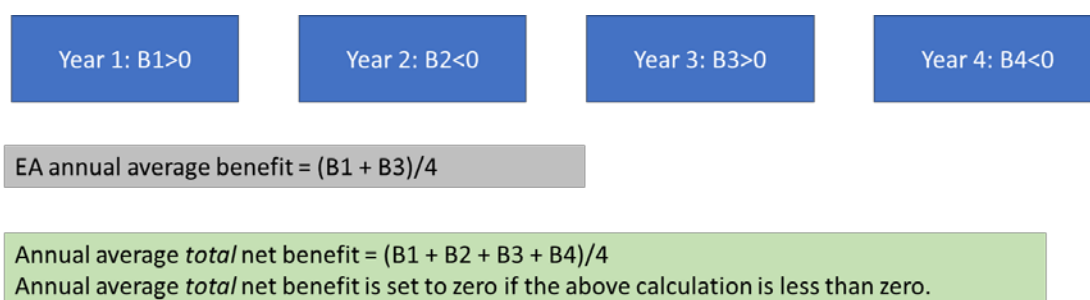 Year 1: B1>0
Year 2: B2<0
Year 3: B3>0
Year 4: B4<0
EA annual average benefit = (B1 + B3)/4
Annual average total net benefit = (B1 + B2 + B3 + B4)/4
Annual average total net benefit is set to zero if the above calculation is less than zero.